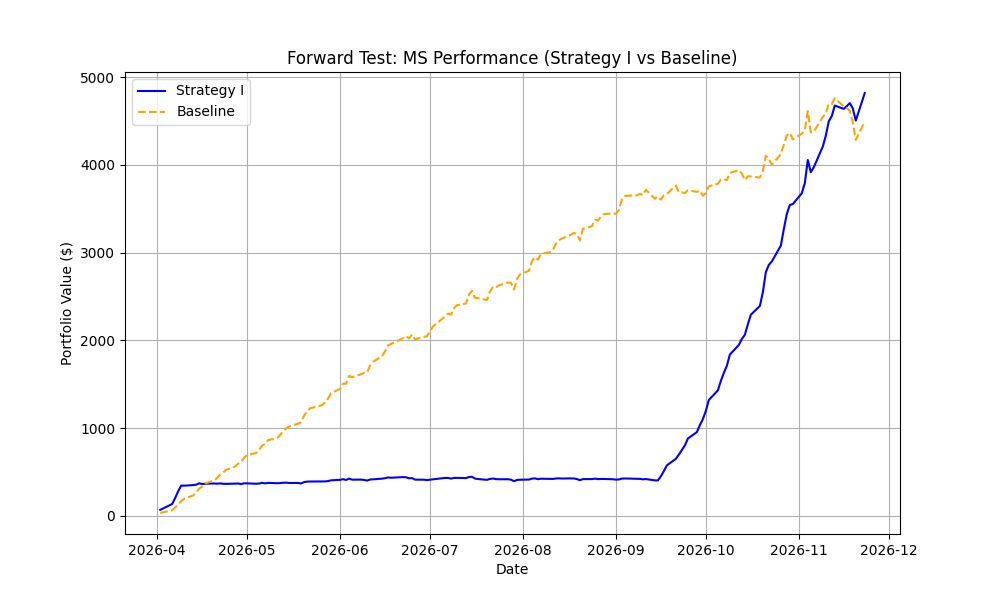 Forward Test: MS Performance (Strategy I vs Baseline)
Strategy I
Baseline
Portfolio Value ($)
5000
4000
3000
2000
1000
0
2026-04 2026-05 2026-06 2026-07 2026-08 2026-09 2026-10 2026-11 2026-12
Date